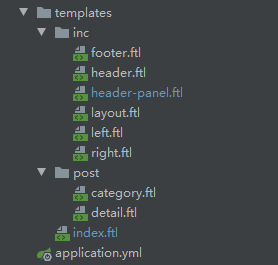 templates
inc
footer.ftl
header.ftl
header-panel.ftl
layout.ftl
left.ftl
right.ftl
post
category.ftl
detail.ftl
index.ftl
application.yml